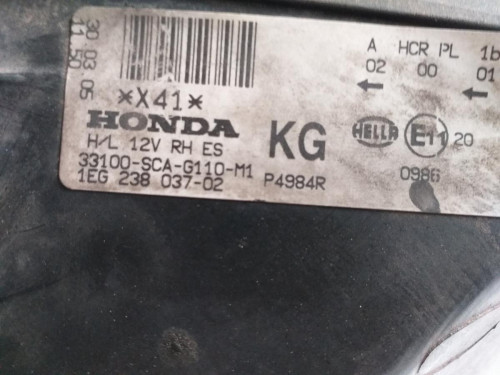 30 03 05
11:50
*X41*
HONDA
H/L 12V RH ES
33100-SCA-G110-M1
1EG 238 037-02
KG
P4984R
A HCR PL 1b
02 00 01
HELLA E11 20
0986